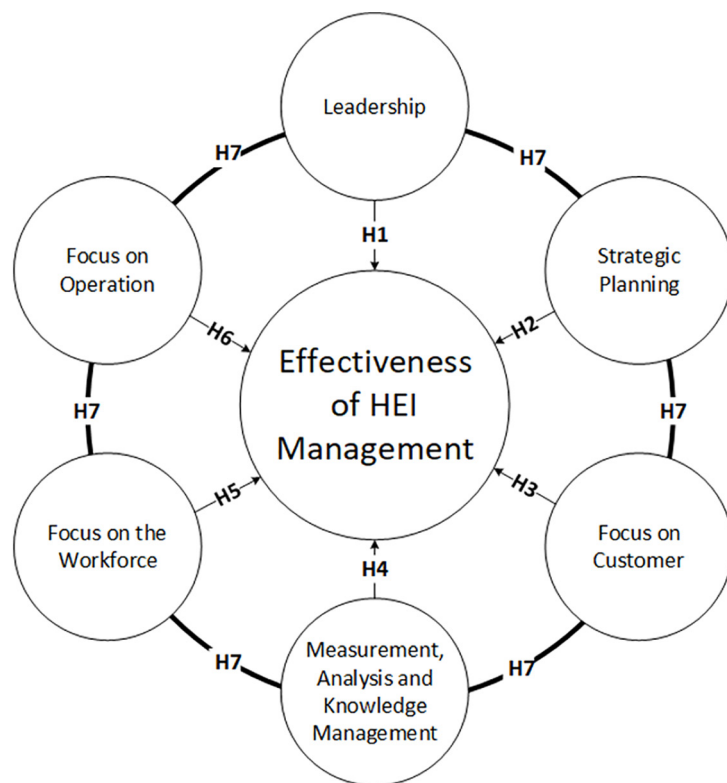 Leadership
H7
H7
H1
Focus on
Operation
Strategic
Planning
H6
H2
Effectiveness
of HEI
Management
H7
H7
H5
H3
Focus on the
Workforce
Focus on
Customer
H4
H7
H7
Measurement,
Analysis and
Knowledge
Management